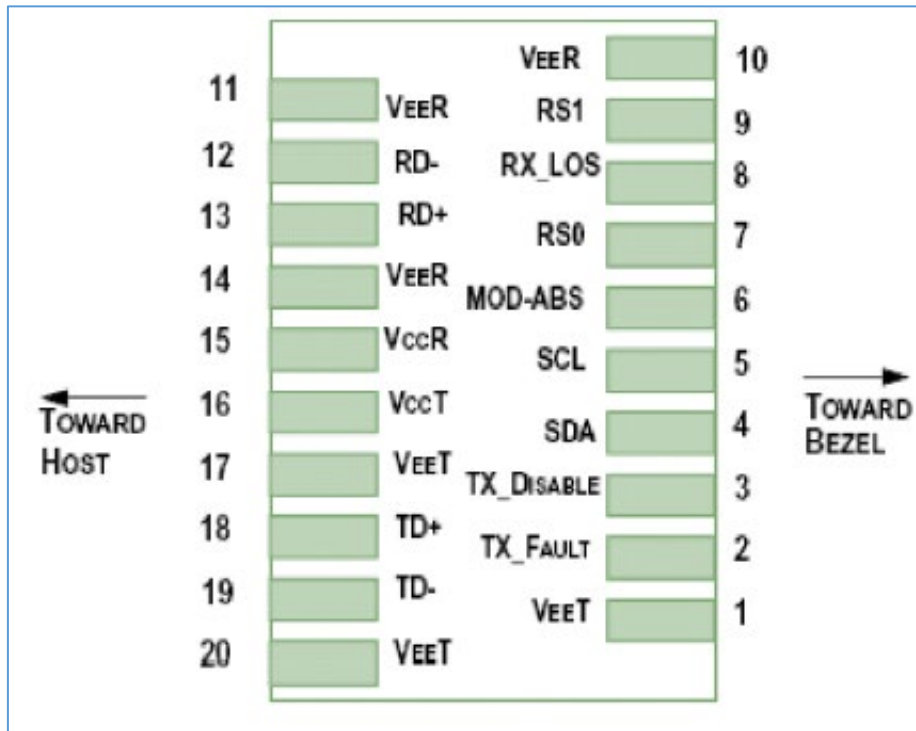 VEER 10
11 VEER
RS1 9
12 RD-
RX_LOS 8
13 RD+
RS0 7
14 VEER
MOD-ABS 6
15 VCCR
SCL 5
16 VCCT
SDA 4
17 VEET
TX_DISABLE 3
18 TD+
TX_FAULT 2
19 TD-
VEET 1
20 VEET
TOWARD
HOST
TOWARD
BEZEL